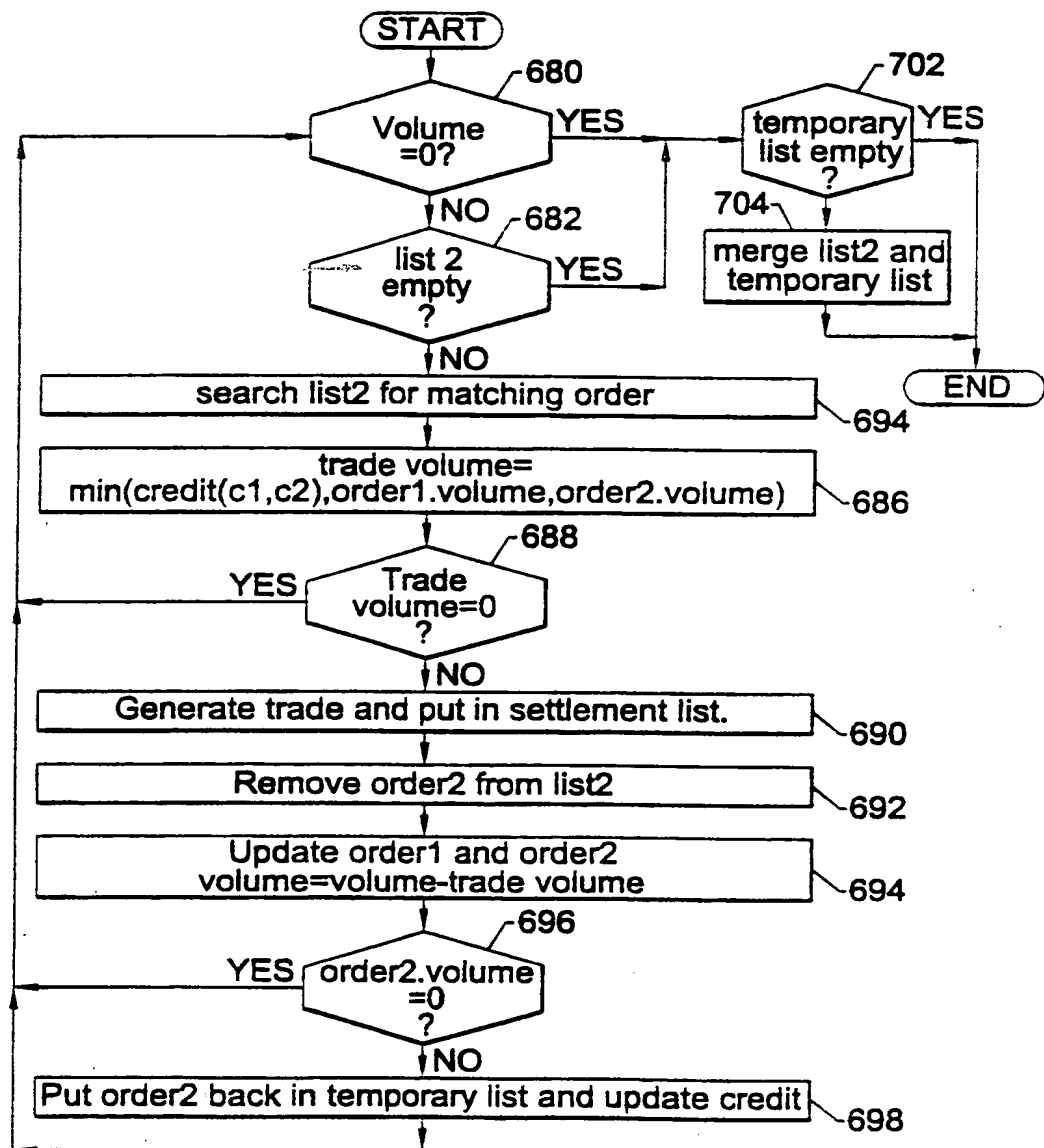 START
680
Volume
=0?
YES
702
temporary
list empty
?
YES
NO
682
list 2
empty
?
YES
704
merge list2 and
temporary list
NO
END
search list2 for matching order
694
trade volume=
min(credit(c1,c2),order1.volume,order2.volume)
686
688
Trade
volume=0
?
YES
NO
Generate trade and put in settlement list.
690
Remove order2 from list2
692
Update order1 and order2
volume=volume-trade volume
694
696
order2.volume
=0
?
YES
NO
Put order2 back in temporary list and update credit
698